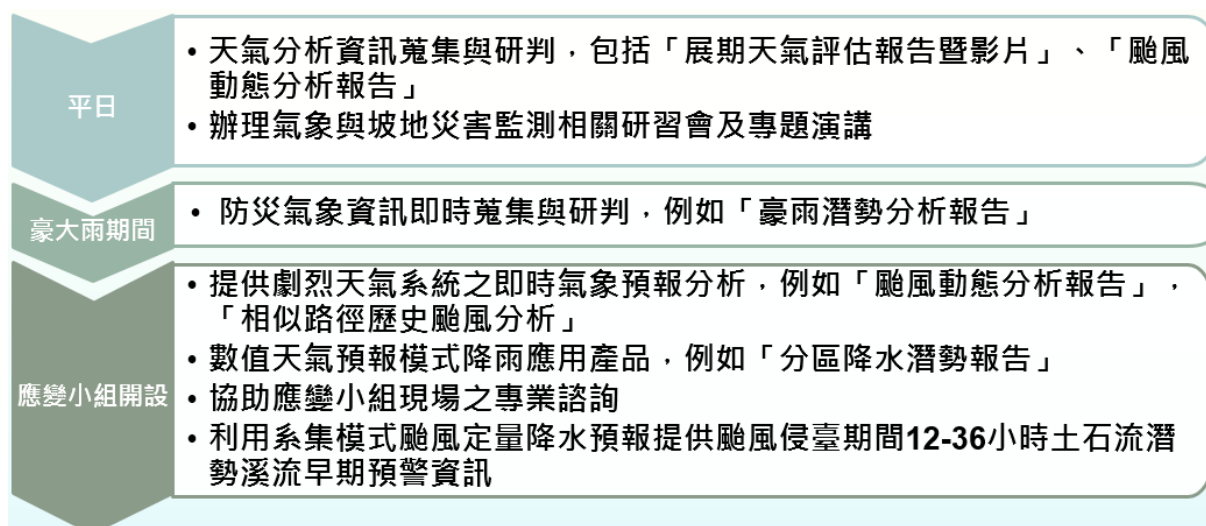 平日
• 天氣分析資訊蒐集與研判，包括「展期天氣評估報告暨影片」、「颱風
動態分析報告」
• 辦理氣象與坡地災害監測相關研習會及專題演講
豪大雨期間
• 防災氣象資訊即時蒐集與研判，例如「豪雨潛勢分析報告」
應變小組開設
• 提供劇烈天氣系統之即時氣象預報分析，例如「颱風動態分析報告」，
「相似路徑歷史颱風分析」
• 數值天氣預報模式降雨應用產品，例如「分區降水潛勢報告」
• 協助應變小組現場之專業諮詢
• 利用系集模式颱風定量降水預報提供颱風侵臺期間12-36小時土石流潛
勢溪流早期預警資訊